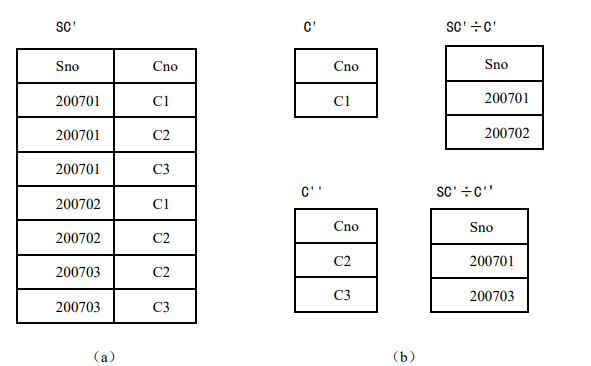 SC'
Sno Cno
200701 C1
200701 C2
200701 C3
200702 C1
200702 C2
200703 C2
200703 C3
(a)
C'
Cno
C1
SC'÷C'
Sno
200701
200702
C''
Cno
C2
C3
SC'÷C''
Sno
200701
200703
(b)